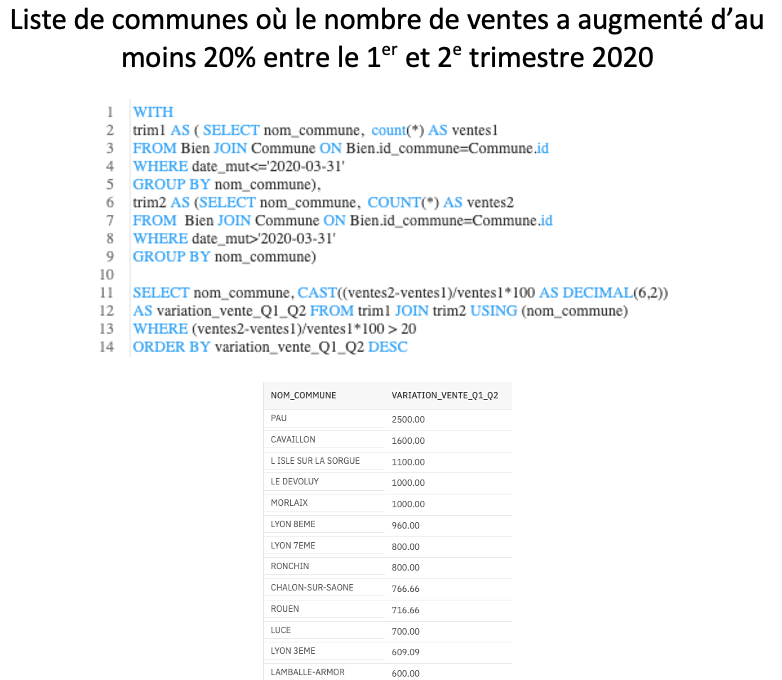 Liste de communes où le nombre de ventes a augmenté d’au
moins 20% entre le 1er et 2e trimestre 2020
1 WITH
2 trim1 AS ( SELECT nom_commune, count(*) AS ventes1
3 FROM Bien JOIN Commune ON Bien.id_commune=Commune.id
4 WHERE date_mut<='2020-03-31'
5 GROUP BY nom_commune),
6 trim2 AS (SELECT nom_commune, COUNT(*) AS ventes2
7 FROM Bien JOIN Commune ON Bien.id_commune=Commune.id
8 WHERE date_mut>'2020-03-31'
9 GROUP BY nom_commune)
10
11 SELECT nom_commune, CAST((ventes2-ventes1)/ventes1*100 AS DECIMAL(6,2))
12 AS variation_vente_Q1_Q2 FROM trim1 JOIN trim2 USING (nom_commune)
13 WHERE (ventes2-ventes1)/ventes1*100 > 20
14 ORDER BY variation_vente_Q1_Q2 DESC
NOM_COMMUNE VARIATION_VENTE_Q1_Q2
PAU 2500.00
CAVAILLON 1600.00
L ISLE SUR LA SORGUE 1100.00
LE DEVOLUY 1000.00
MORLAIX 1000.00
LYON 8EME 960.00
LYON 7EME 800.00
RONCHIN 800.00
CHALON-SUR-SAONE 766.66
ROUEN 716.66
LUCE 700.00
LYON 3EME 609.09
LAMBALLE-ARMOR 600.00